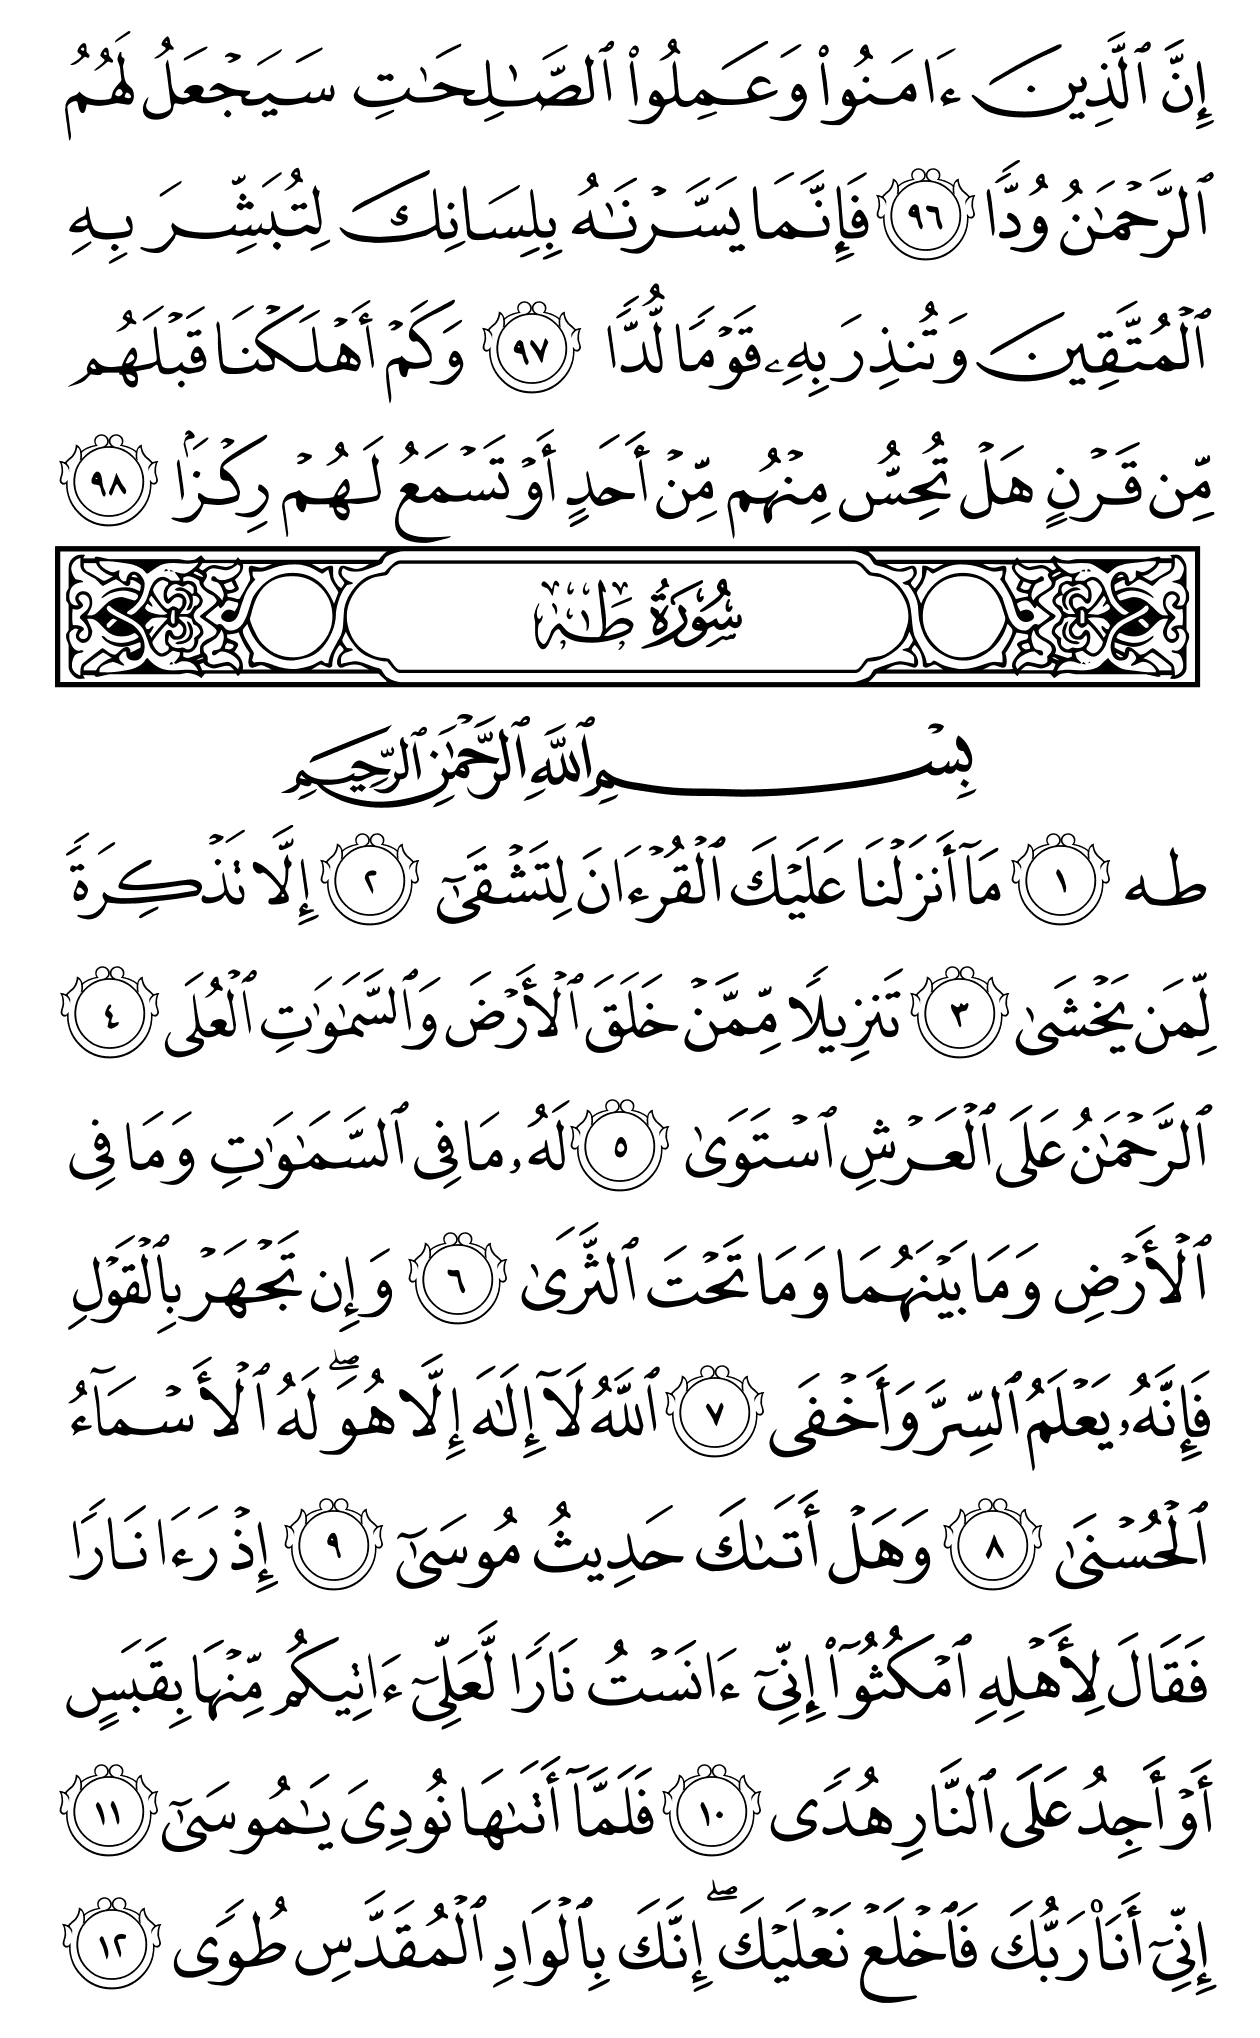 إِنَّ ٱلَّذِينَ ءَامَنُوا۟ وَعَمِلُوا۟ ٱلصَّـٰلِحَـٰتِ سَيَجْعَلُ لَهُمُ
ٱلرَّحْمَـٰنُ وُدًّا ٩٦ فَإِنَّمَا يَسَّرْنَـٰهُ بِلِسَانِكَ لِتُبَشِّرَ بِهِ
ٱلْمُتَّقِينَ وَتُنذِرَ بِهِۦ قَوْمًا لُّدًّا ٩٧ وَكَمْ أَهْلَكْنَا قَبْلَهُم
مِّن قَرْنٍ هَلْ تُحِسُّ مِنْهُم مِّنْ أَحَدٍ أَوْ تَسْمَعُ لَهُمْ رِكْزًۢا ٩٨
سُورَةُ طه
بِسْمِ ٱللَّهِ ٱلرَّحْمَـٰنِ ٱلرَّحِيمِ
طه ١ مَآ أَنزَلْنَا عَلَيْكَ ٱلْقُرْءَانَ لِتَشْقَىٰٓ ٢ إِلَّا تَذْكِرَةً
لِّمَن يَخْشَىٰ ٣ تَنزِيلًا مِّمَّنْ خَلَقَ ٱلْأَرْضَ وَٱلسَّمَـٰوَٰتِ ٱلْعُلَى ٤
ٱلرَّحْمَـٰنُ عَلَى ٱلْعَرْشِ ٱسْتَوَىٰ ٥ لَهُۥ مَا فِى ٱلسَّمَـٰوَٰتِ وَمَا فِى
ٱلْأَرْضِ وَمَا بَيْنَهُمَا وَمَا تَحْتَ ٱلثَّرَىٰ ٦ وَإِن تَجْهَرْ بِٱلْقَوْلِ
فَإِنَّهُۥ يَعْلَمُ ٱلسِّرَّ وَأَخْفَى ٧ ٱللَّهُ لَآ إِلَـٰهَ إِلَّا هُوَ ۖ لَهُ ٱلْأَسْمَآءُ
ٱلْحُسْنَىٰ ٨ وَهَلْ أَتَىٰكَ حَدِيثُ مُوسَىٰٓ ٩ إِذْ رَءَا نَارًا
فَقَالَ لِأَهْلِهِ ٱمْكُثُوٓا۟ إِنِّىٓ ءَانَسْتُ نَارًا لَّعَلِّىٓ ءَاتِيكُم مِّنْهَا بِقَبَسٍ
أَوْ أَجِدُ عَلَى ٱلنَّارِ هُدًى ١٠ فَلَمَّآ أَتَىٰهَا نُودِىَ يَـٰمُوسَىٰٓ ١١
إِنِّىٓ أَنَا۠ رَبُّكَ فَٱخْلَعْ نَعْلَيْكَ ۖ إِنَّكَ بِٱلْوَادِ ٱلْمُقَدَّسِ طُوًى ١٢